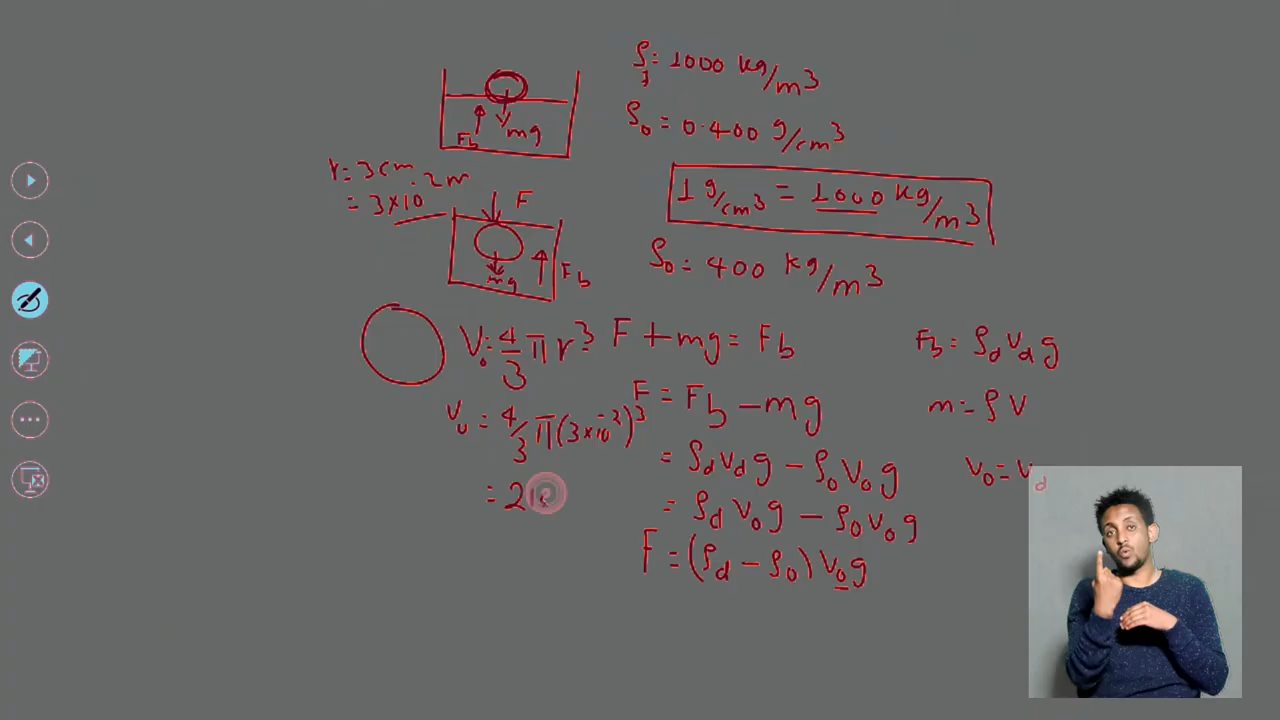 ρf = 1000 kg/m3
ρo = 0.400 g/cm3
Fb mg
r = 3cm
= 3×10-2m
1 g/cm3 = 1000 kg/m3
F
mg Fb
ρo = 400 kg/m3
Vo = 4/3 π r3
F + mg = Fb
Fb = ρd Vd g
F = Fb - mg
m = ρV
Vo = 4/3 π (3×10-2)3
= ρd Vd g - ρo Vo g
Vo = Vd
= 2
= ρd Vo g - ρo Vo g
F = (ρd - ρo) Vo g